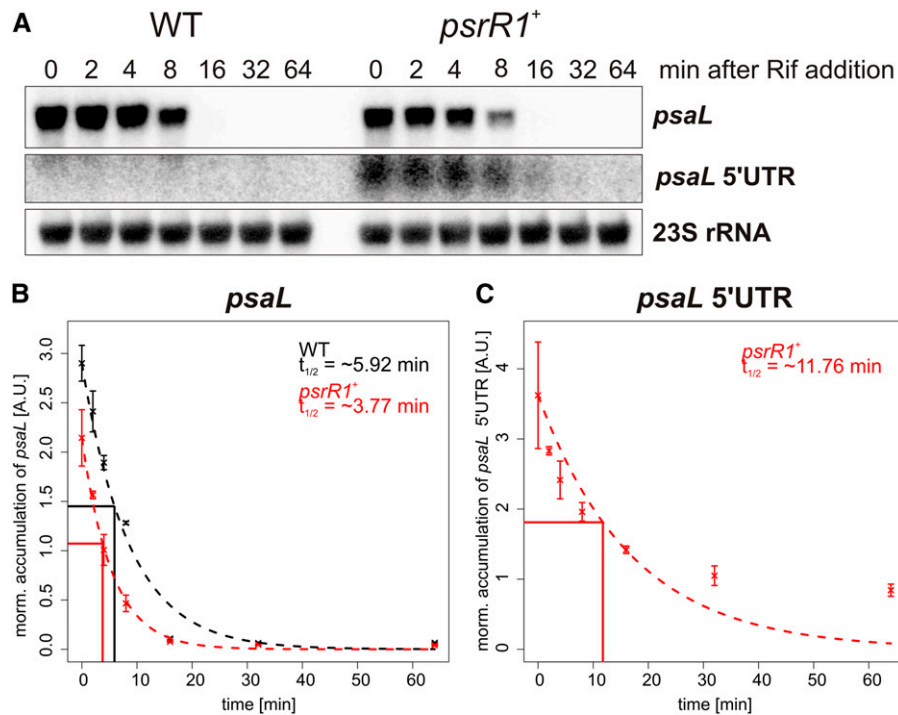 A
WT psrR1+
0 2 4 8 16 32 64 0 2 4 8 16 32 64 min after Rif addition
psaL
psaL 5'UTR
23S rRNA
B psaL
norm. accumulation of psaL [A.U.]
3.0
2.5
2.0
1.5
1.0
0.5
0.0
WT
t1/2 = ~5.92 min
psrR1+
t1/2 = ~3.77 min
0 10 20 30 40 50 60
time [min]
C psaL 5'UTR
norm. accumulation of psaL 5'UTR [A.U.]
4
3
2
1
0
psrR1+
t1/2 = ~11.76 min
0 10 20 30 40 50 60
time [min]